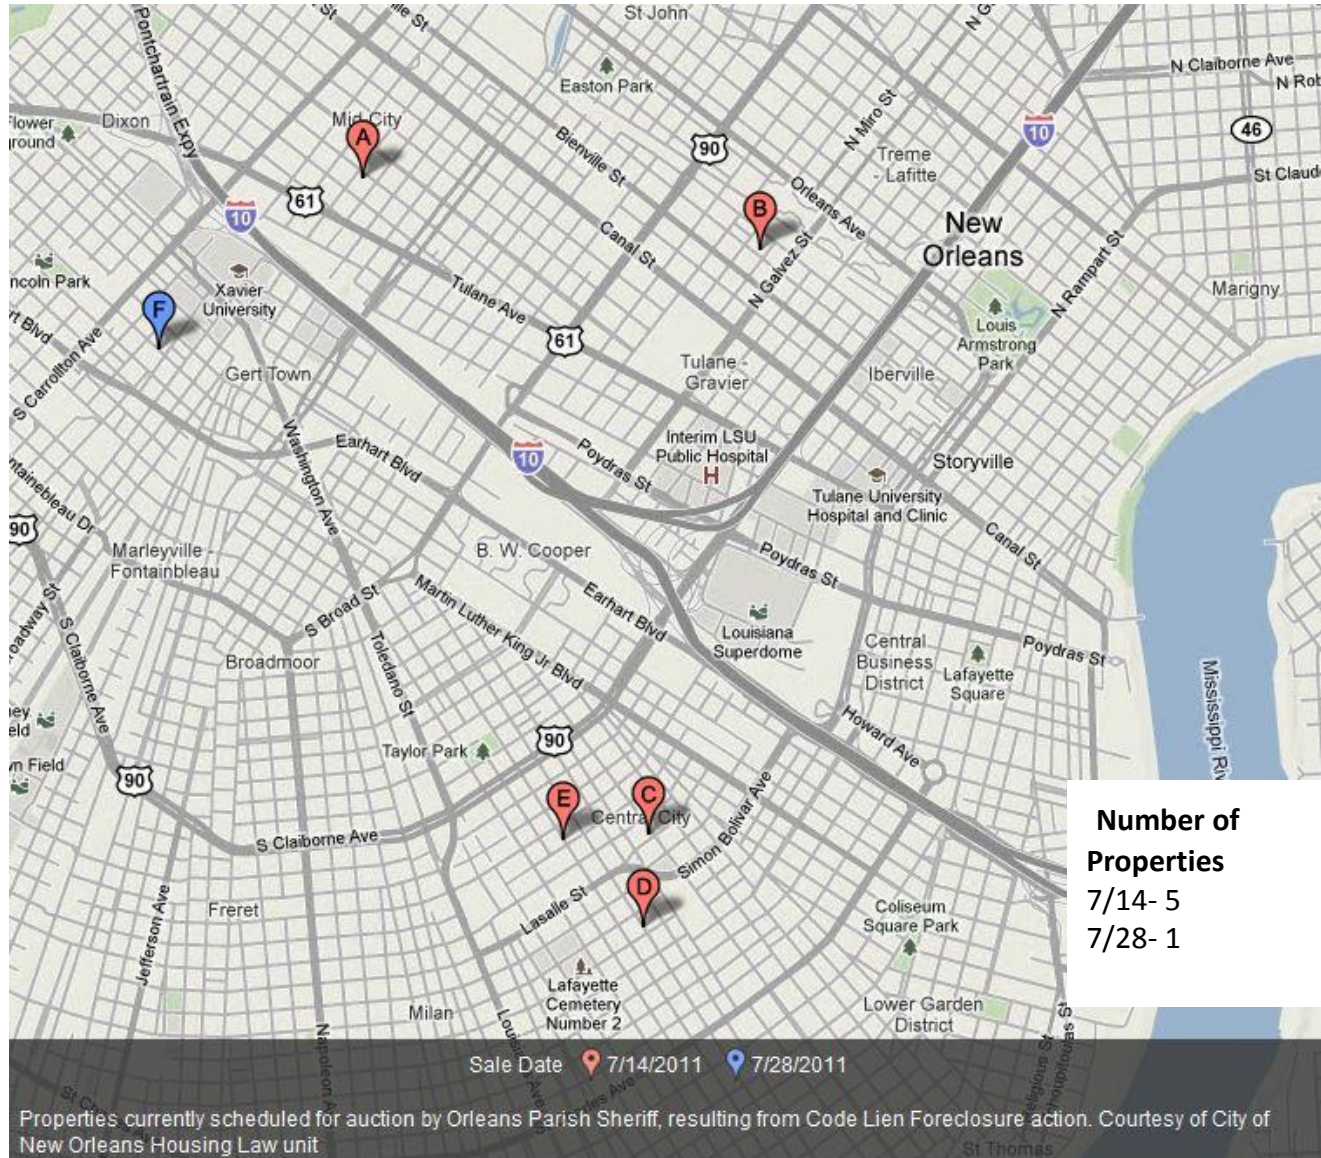 St John
N Claiborne Ave
Easton Park
N Rob
Pontchartrain Expy
Dixon
Mid-City
A
Flower
ground
Bienville St
90
N Miro St
10
46
Treme
- Lafitte
St Claud
61
10
B
Orleans Ave
New
Orleans
Canal St
N Galvez St
N Rampart St
ncoln Park
Xavier
University
Tulane Ave
Marigny
F
rt Blvd
61
Louis
Armstrong
Park
S Carrollton Ave
Gert Town
Tulane -
Gravier
Iberville
Washington Ave
Earhart Blvd
10
Poydras St
Interim LSU
Public Hospital
H
Storyville
Tulane University
Hospital and Clinic
ntainebleau Dr
90
Marleyville -
Fontainbleau
B. W. Cooper
Canal St
Poydras St
S Broad St
Martin Luther King Jr Blvd
Earhart Blvd
roadway St
S Claiborne Ave
Broadmoor
Toledano St
Louisiana
Superdome
Central
Business
District
Lafayette
Square
Poydras St
Mississippi Riv
ey
eld
Taylor Park
90
Howard Ave
vn Field
90
E
C
Central City
Simon Bolivar Ave
S Claiborne Ave
D
Lasalle St
Jefferson Ave
Freret
Coliseum
Square Park
Number of
Properties
7/14- 5
7/28- 1
Lafayette
Cemetery
Number 2
Milan
Lower Garden
District
Napoleon A
Sale Date 7/14/2011 7/28/2011
Properties currently scheduled for auction by Orleans Parish Sheriff, resulting from Code Lien Foreclosure action. Courtesy of City of
New Orleans Housing Law unit
St Thomas